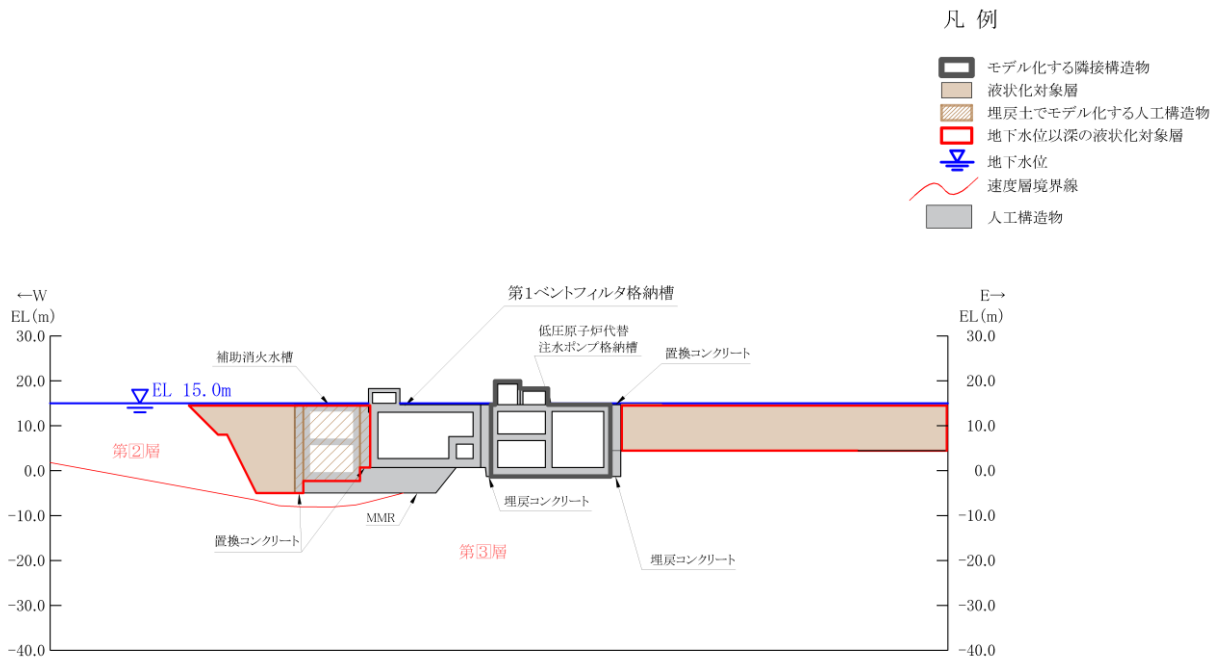 凡 例
モデル化する隣接構造物
液状化対象層
埋戻土でモデル化する人工構造物
地下水位以深の液状化対象層
地下水位
速度層境界線
人工構造物
←W
EL(m)
E→
EL(m)
第1ベントフィルタ格納槽
低圧原子炉代替
注水ポンプ格納槽
置換コンクリート
補助消火水槽
EL 15.0m
30.0
20.0
10.0
0.0
-10.0
-20.0
-30.0
-40.0
第②層
第③層
MMR
置換コンクリート
埋戻コンクリート
埋戻コンクリート
30.0
20.0
10.0
0.0
-10.0
-20.0
-30.0
-40.0